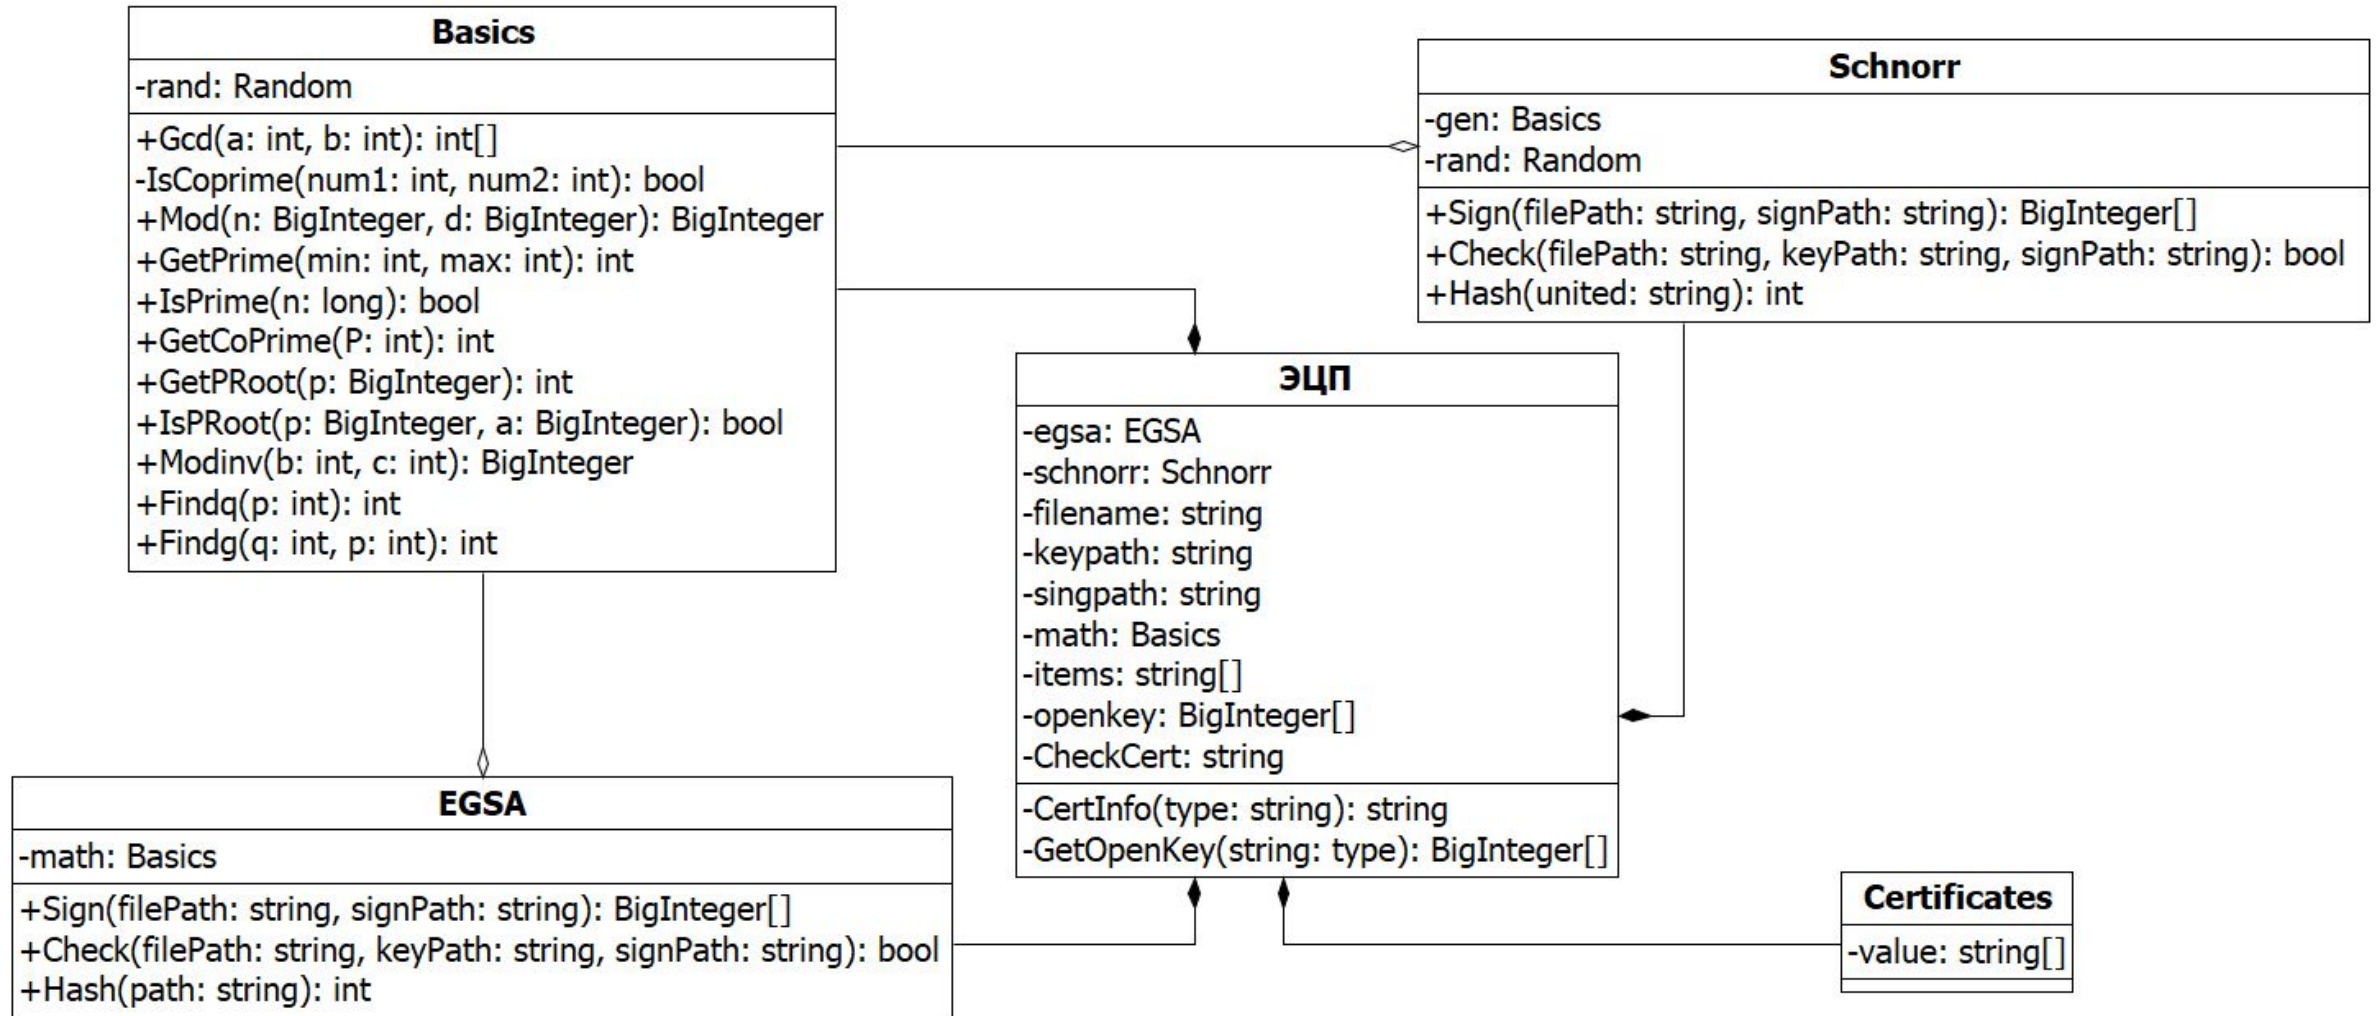 Basics
-rand: Random
+Gcd(a: int, b: int): int[]
-IsCoprime(num1: int, num2: int): bool
+Mod(n: BigInteger, d: BigInteger): BigInteger
+GetPrime(min: int, max: int): int
+IsPrime(n: long): bool
+GetCoPrime(P: int): int
+GetPRoot(p: BigInteger): int
+IsPRoot(p: BigInteger, a: BigInteger): bool
+Modinv(b: int, c: int): BigInteger
+Findq(p: int): int
+Findg(q: int, p: int): int
Schnorr
-gen: Basics
-rand: Random
+Sign(filePath: string, signPath: string): BigInteger[]
+Check(filePath: string, keyPath: string, signPath: string): bool
+Hash(united: string): int
ЭЦП
-egsa: EGSA
-schnorr: Schnorr
-filename: string
-keypath: string
-singpath: string
-math: Basics
-items: string[]
-openkey: BigInteger[]
-CheckCert: string
-CertInfo(type: string): string
-GetOpenKey(string: type): BigInteger[]
EGSA
-math: Basics
+Sign(filePath: string, signPath: string): BigInteger[]
+Check(filePath: string, keyPath: string, signPath: string): bool
+Hash(path: string): int
Certificates
-value: string[]